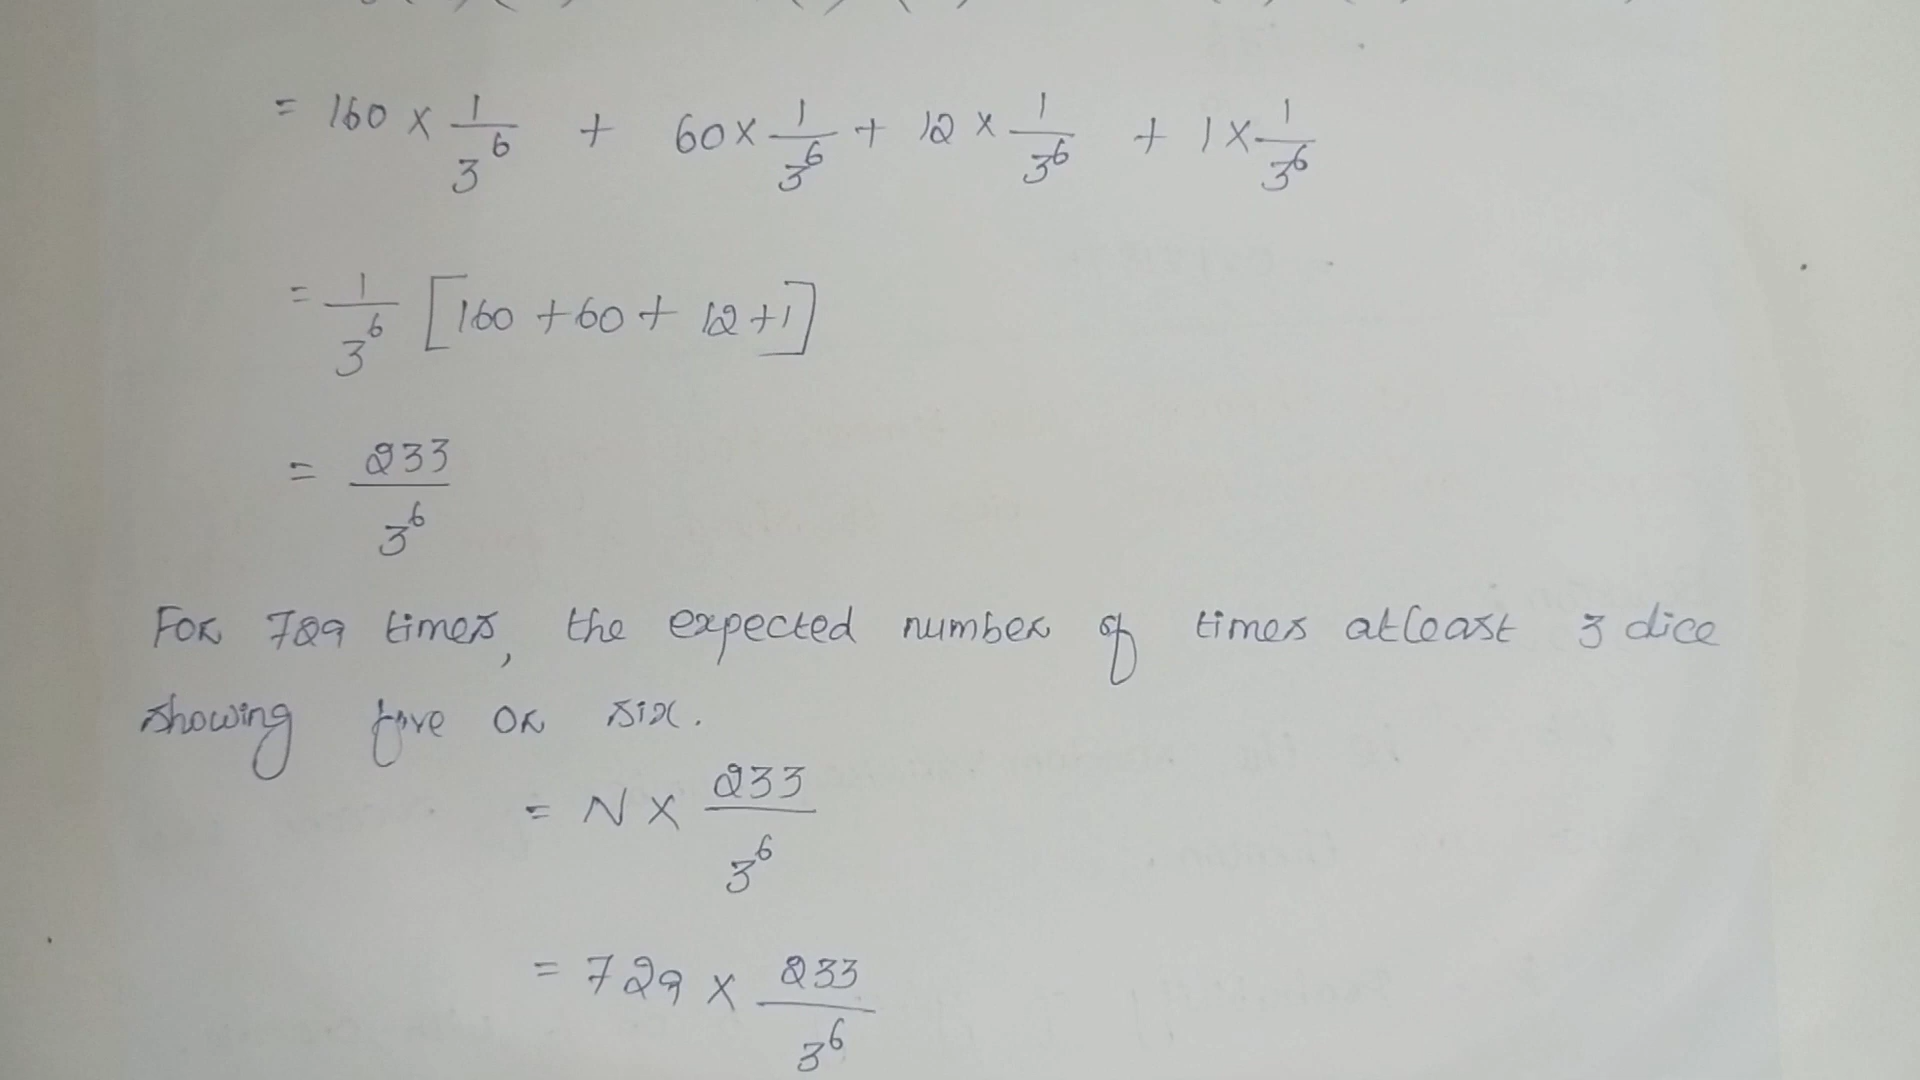 = 160 × 1/3^6 + 60 × 1/3^6 + 12 × 1/3^6 + 1 × 1/3^6
= 1/3^6 [160 + 60 + 12 + 1]
= 233/3^6
For 729 times, the expected number of times atleast 3 dice
showing five or six.
= N × 233/3^6
= 729 × 233/3^6